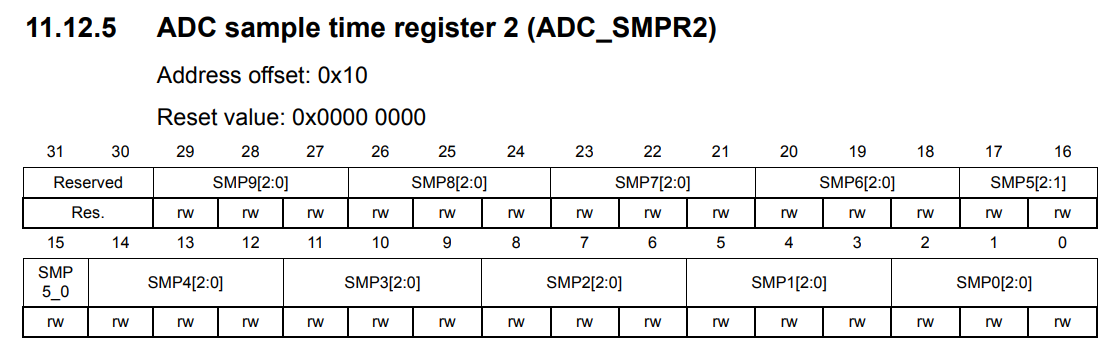 11.12.5 ADC sample time register 2 (ADC_SMPR2)
Address offset: 0x10
Reset value: 0x0000 0000
31 30 29 28 27 26 25 24 23 22 21 20 19 18 17 16
Reserved SMP9[2:0] SMP8[2:0] SMP7[2:0] SMP6[2:0] SMP5[2:1]
Res. rw rw rw rw rw rw rw rw rw rw rw rw rw rw
15 14 13 12 11 10 9 8 7 6 5 4 3 2 1 0
SMP
5_0 SMP4[2:0] SMP3[2:0] SMP2[2:0] SMP1[2:0] SMP0[2:0]
rw rw rw rw rw rw rw rw rw rw rw rw rw rw rw rw